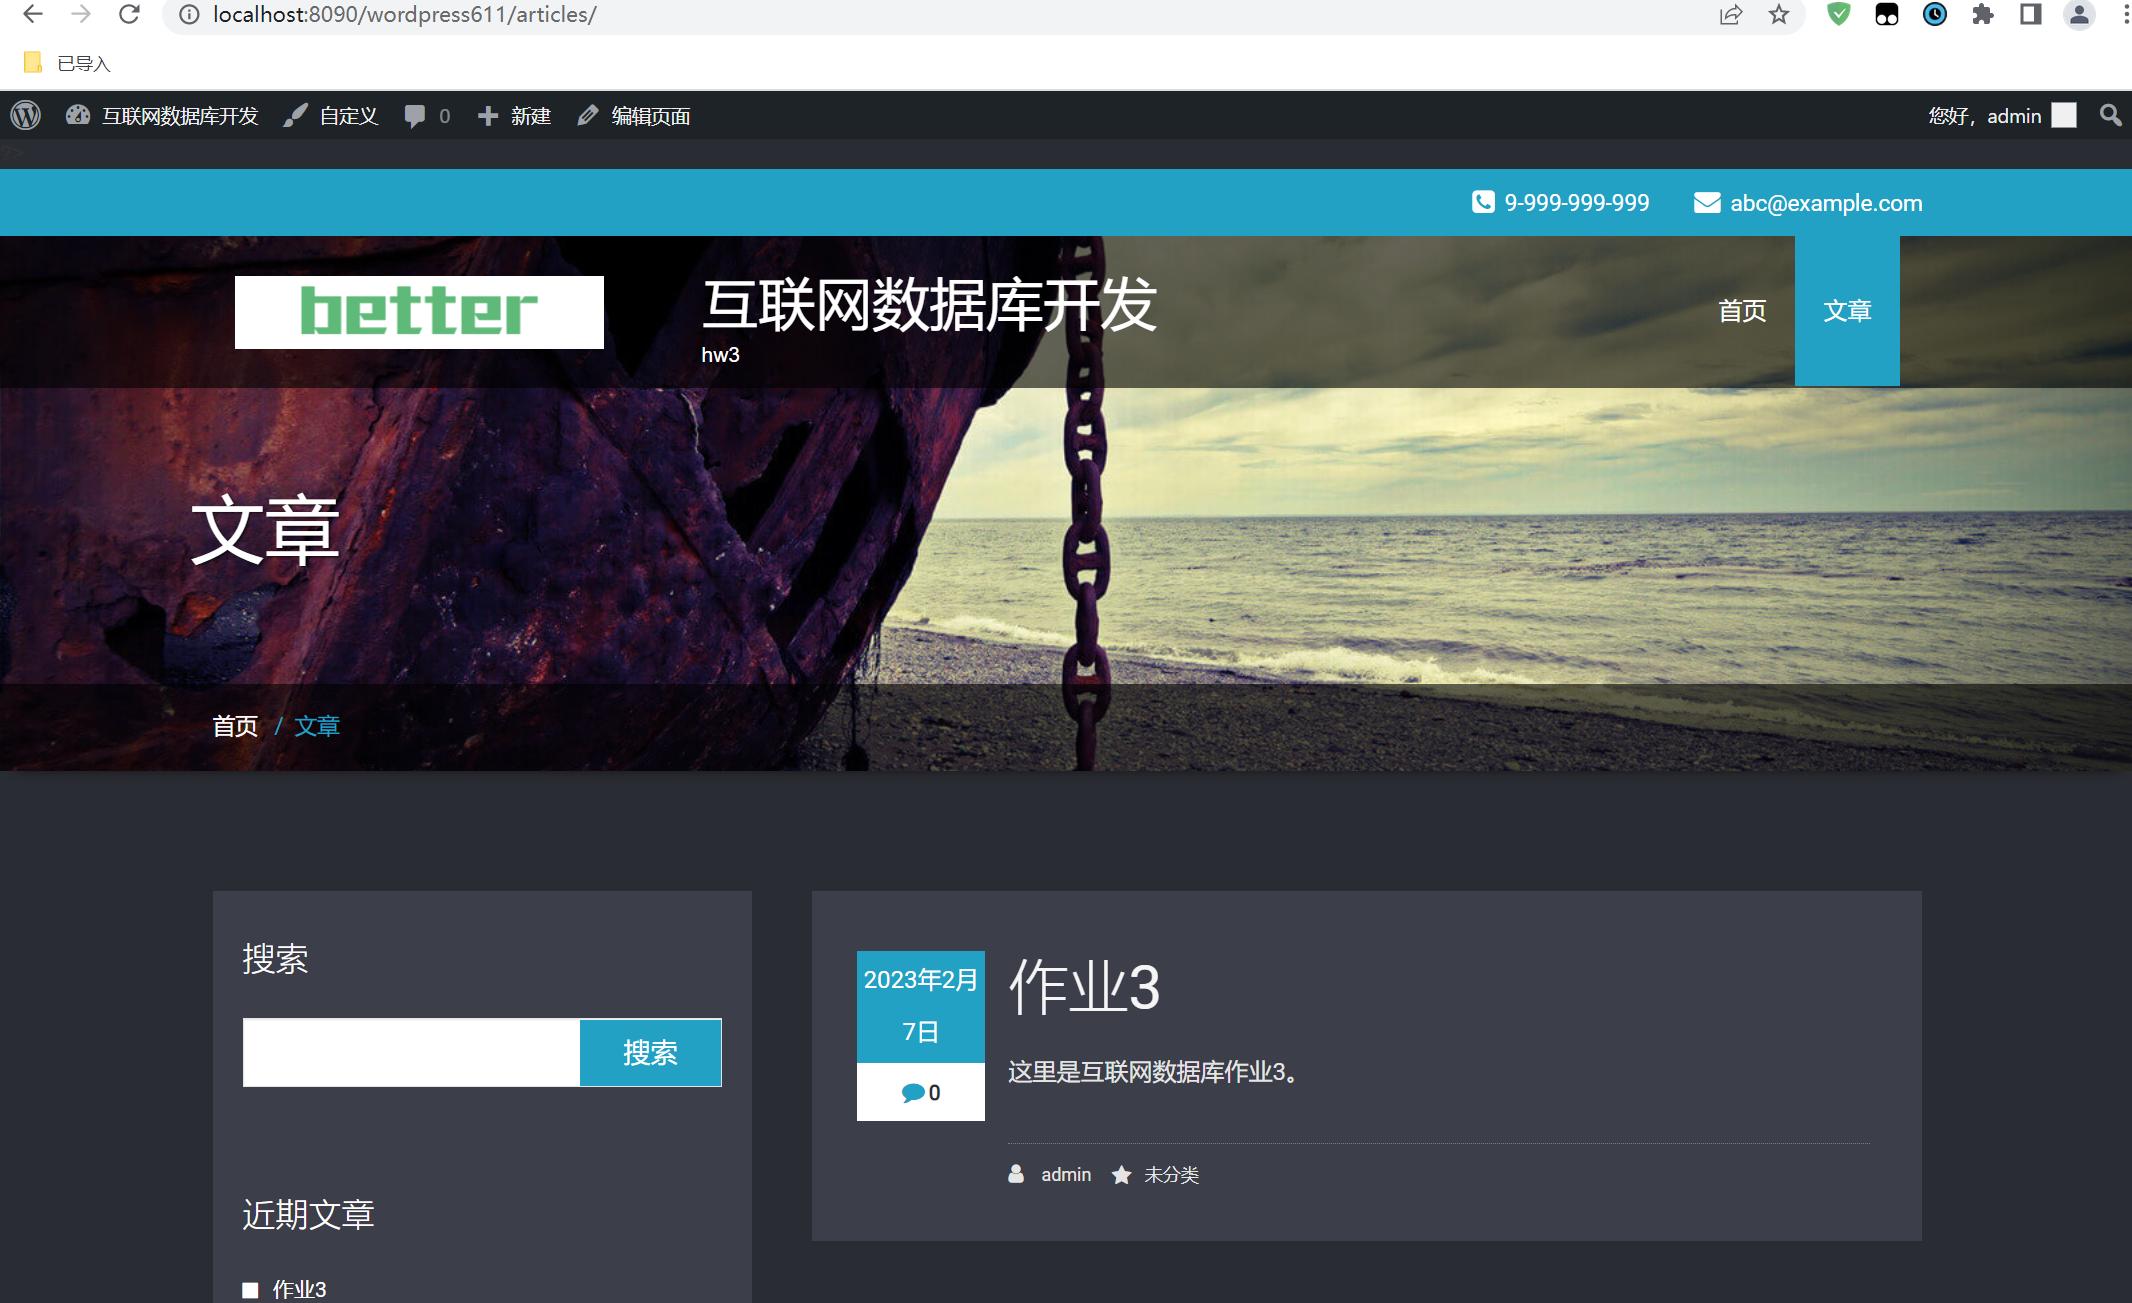 localhost:8090/wordpress611/articles/
已导入
互联网数据库开发 自定义 0 新建 编辑页面 您好，admin
?>
9-999-999-999 abc@example.com
better
互联网数据库开发
hw3
首页 文章
文章
首页 / 文章
搜索
搜索
近期文章
作业3
2023年2月
7日
0
作业3
这里是互联网数据库作业3。
admin 未分类